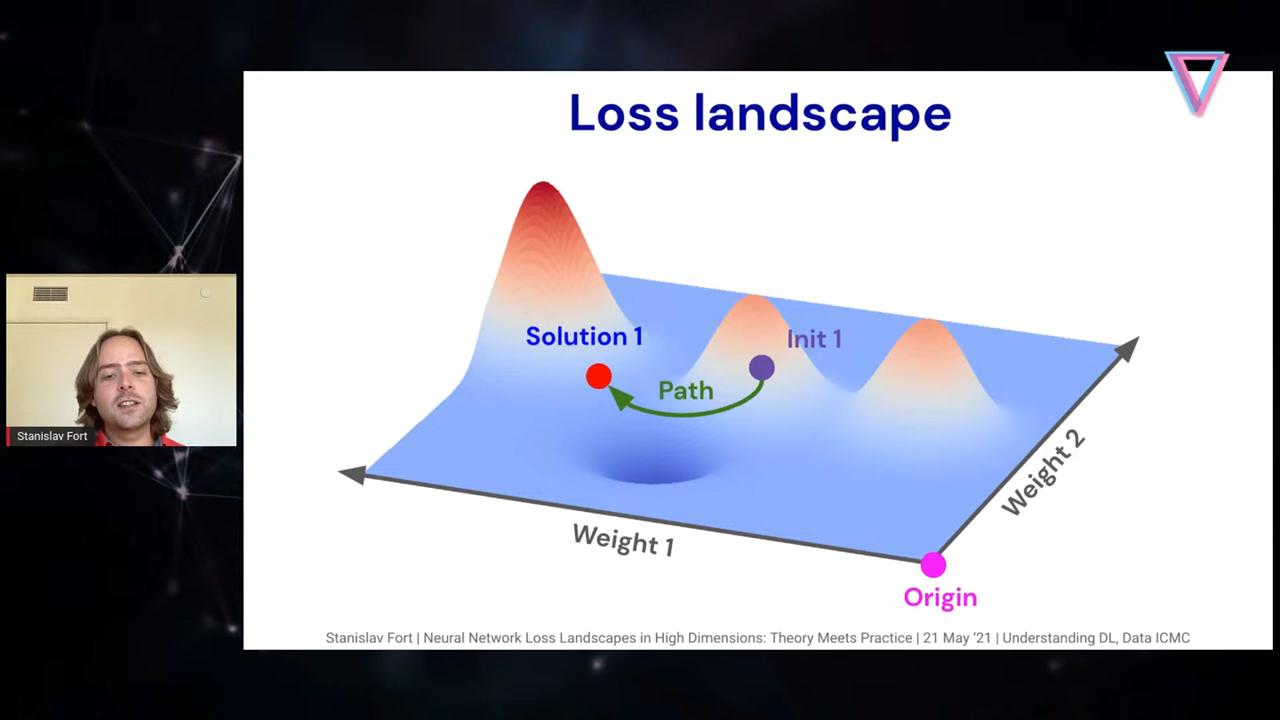 Loss landscape
Solution 1
Init 1
Path
Weight 2
Weight 1
Origin
Stanislav Fort
Stanislav Fort | Neural Network Loss Landscapes in High Dimensions: Theory Meets Practice | 21 May ‘21 | Understanding DL, Data ICMC